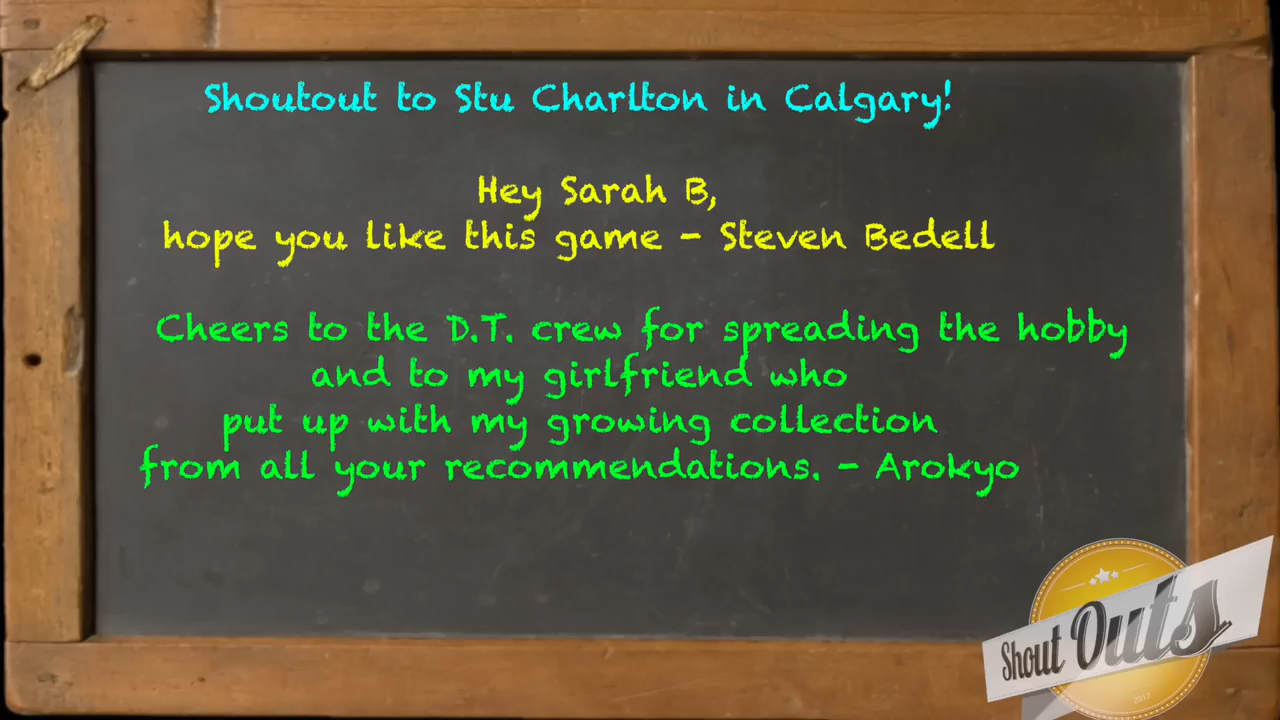 Shoutout to Stu Charlton in Calgary!
Hey Sarah B,
hope you like this game - Steven Bedell
Cheers to the D.T. crew for spreading the hobby
and to my girlfriend who
put up with my growing collection
from all your recommendations. - Arokyo
Shout Outs
2017